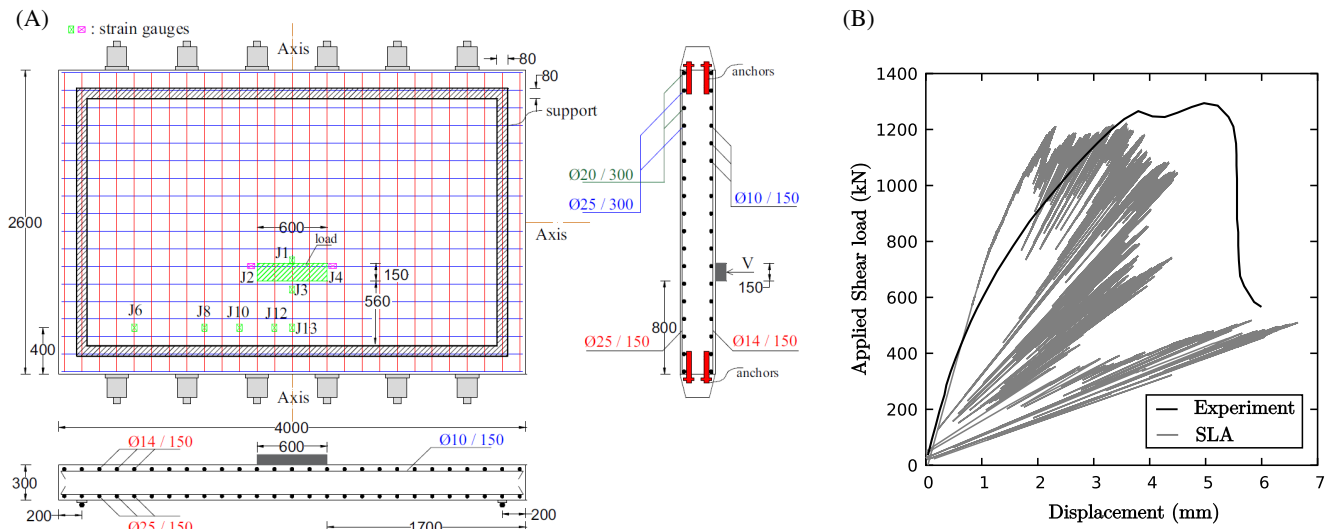 (A)
: strain gauges
Axis
80
80
support
2600
600
load
J1
J2
J4
J3
150
560
Axis
J6
J8
J10
J12
J13
400
Axis
anchors
Ø20 / 300
Ø25 / 300
Ø10 / 150
V
150
800
Ø25 / 150
Ø14 / 150
anchors
4000
Ø14 / 150
600
Ø10 / 150
300
200
Ø25 / 150
1700
200
(B)
Applied Shear load (kN)
1400
1200
1000
800
600
400
200
0
0 1 2 3 4 5 6 7
Displacement (mm)
Experiment
SLA